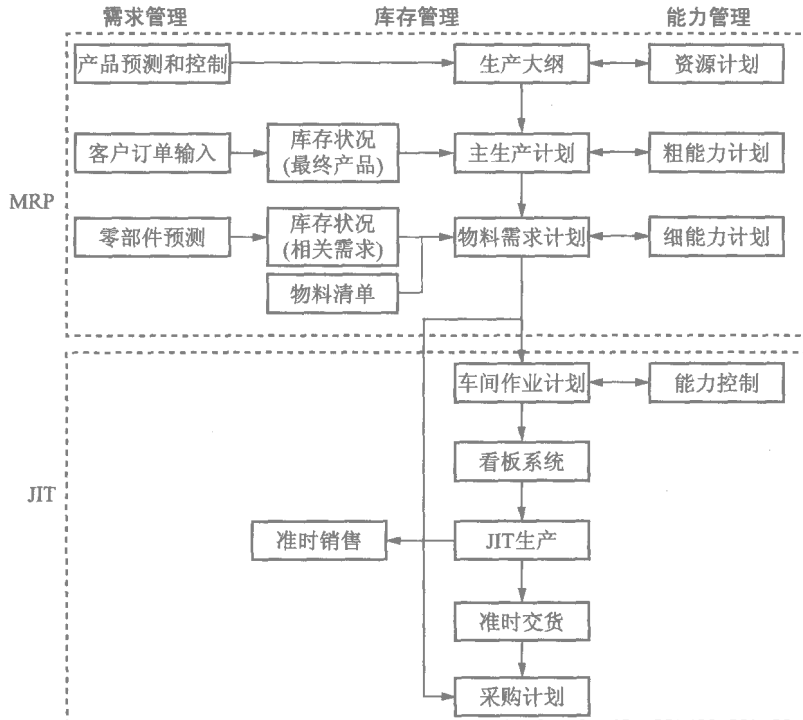 需求管理
库存管理
能力管理
产品预测和控制
生产大纲
资源计划
客户订单输入
库存状况
(最终产品)
主生产计划
粗能力计划
MRP
零部件预测
库存状况
(相关需求)
物料需求计划
细能力计划
物料清单
车间作业计划
能力控制
看板系统
JIT
准时销售
JIT生产
准时交货
采购计划